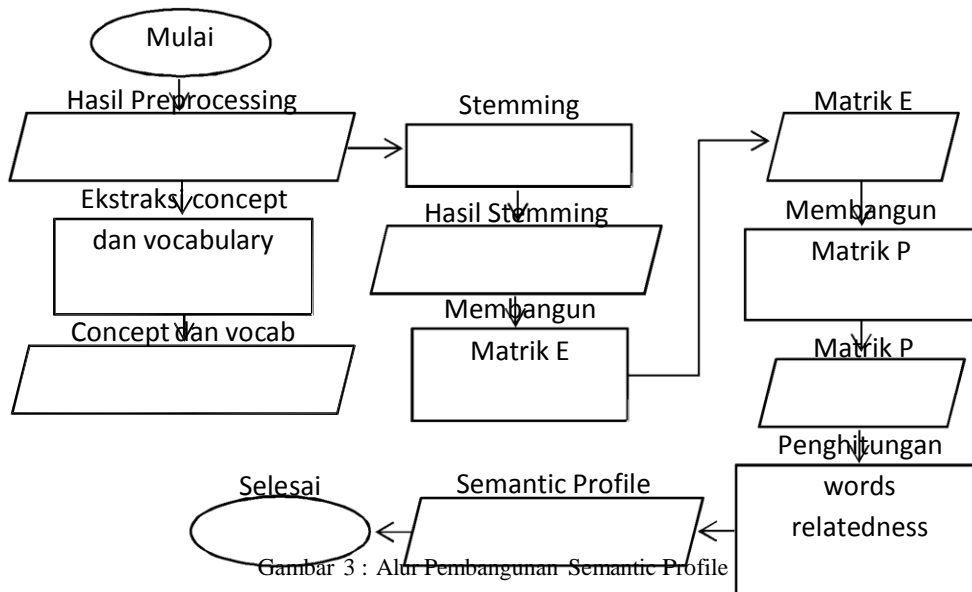 Mulai
Hasil Preprocessing
Ekstraksi concept
dan vocabulary
Concept dan vocab
Stemming
Hasil Stemming
Membangun
Matrik E
Matrik E
Membangun
Matrik P
Matrik P
Penghitungan
words
relatedness
Semantic Profile
Selesai
Gambar 3 : Alur Pembangunan Semantic Profile